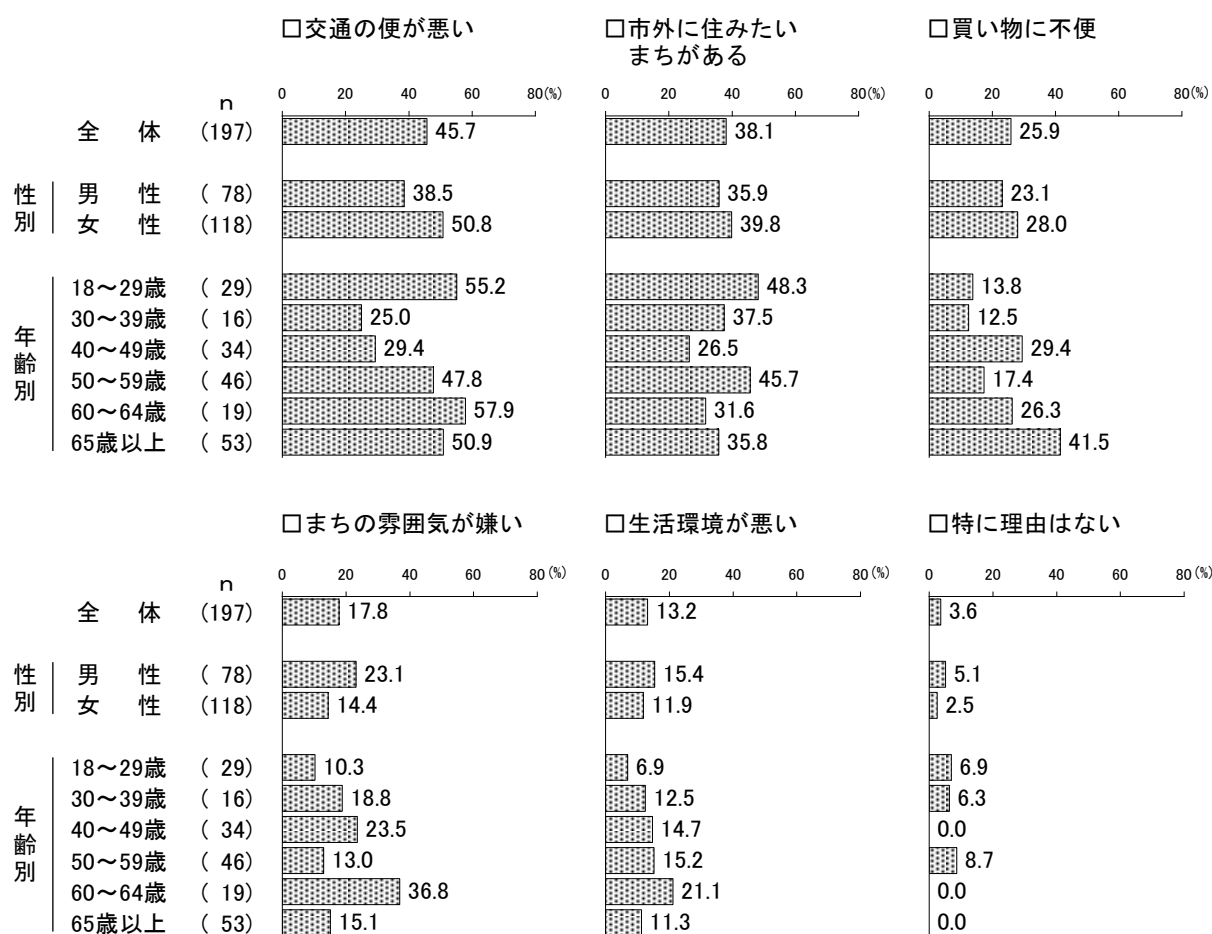 □交通の便が悪い □市外に住みたい □買い物に不便
まちがある
n 0 20 40 60 80(%) 0 20 40 60 80(%) 0 20 40 60 80(%)
全 体 (197) 45.7 38.1 25.9
性別
男 性 ( 78) 38.5 35.9 23.1
女 性 (118) 50.8 39.8 28.0
年齢別
18～29歳 ( 29) 55.2 48.3 13.8
30～39歳 ( 16) 25.0 37.5 12.5
40～49歳 ( 34) 29.4 26.5 29.4
50～59歳 ( 46) 47.8 45.7 17.4
60～64歳 ( 19) 57.9 31.6 26.3
65歳以上 ( 53) 50.9 35.8 41.5
□まちの雰囲気が嫌い □生活環境が悪い □特に理由はない
n 0 20 40 60 80(%) 0 20 40 60 80(%) 0 20 40 60 80(%)
全 体 (197) 17.8 13.2 3.6
性別
男 性 ( 78) 23.1 15.4 5.1
女 性 (118) 14.4 11.9 2.5
年齢別
18～29歳 ( 29) 10.3 6.9 6.9
30～39歳 ( 16) 18.8 12.5 6.3
40～49歳 ( 34) 23.5 14.7 0.0
50～59歳 ( 46) 13.0 15.2 8.7
60～64歳 ( 19) 36.8 21.1 0.0
65歳以上 ( 53) 15.1 11.3 0.0